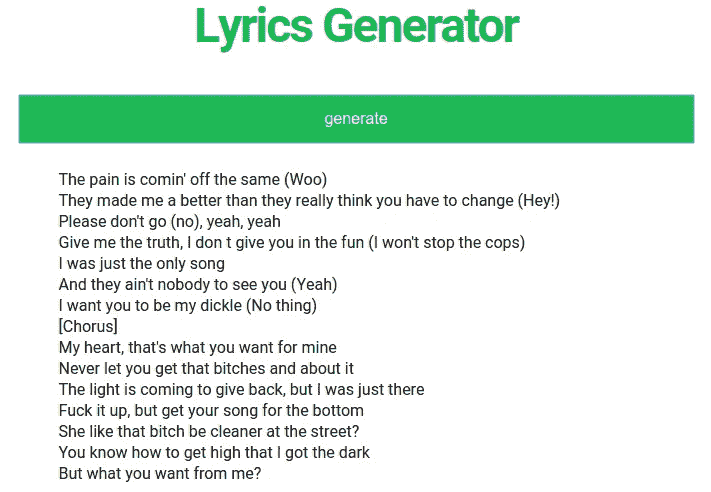 Lyrics Generator
generate
The pain is comin' off the same (Woo)
They made me a better than they really think you have to change (Hey!)
Please don't go (no), yeah, yeah
Give me the truth, I don t give you in the fun (I won't stop the cops)
I was just the only song
And they ain't nobody to see you (Yeah)
I want you to be my dickle (No thing)
[Chorus]
My heart, that's what you want for mine
Never let you get that bitches and about it
The light is coming to give back, but I was just there
Fuck it up, but get your song for the bottom
She like that bitch be cleaner at the street?
You know how to get high that I got the dark
But what you want from me?